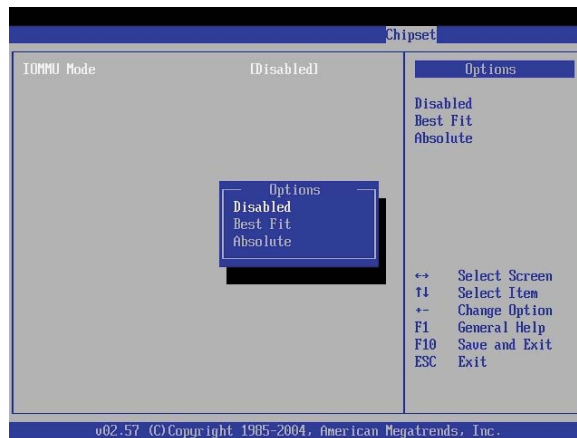 Chipset
IOMMU Mode [Disabled]
Options
Disabled
Best Fit
Absolute
Options
Disabled
Best Fit
Absolute
↔ Select Screen
↑↓ Select Item
+- Change Option
F1 General Help
F10 Save and Exit
ESC Exit
v02.57 (C)Copyright 1985-2004, American Megatrends, Inc.